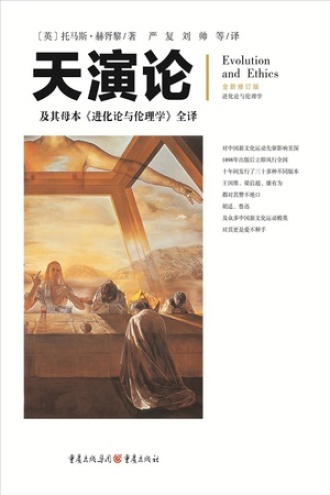 ［英］托马斯·赫胥黎/著 严 复 刘 帅 等/译
天演论
及其母本《进化论与伦理学》全译
Evolution
and Ethics
全新修订版
进化论与伦理学
对中国新文化运动先驱影响至深
1898年出版后立即风行全国
十年间发行了三十多种不同版本
王国维、梁启超、康有为
都对其赞不绝口
胡适、鲁迅
及众多中国新文化运动精英
对其更是爱不释手
重庆出版集团 重庆出版社